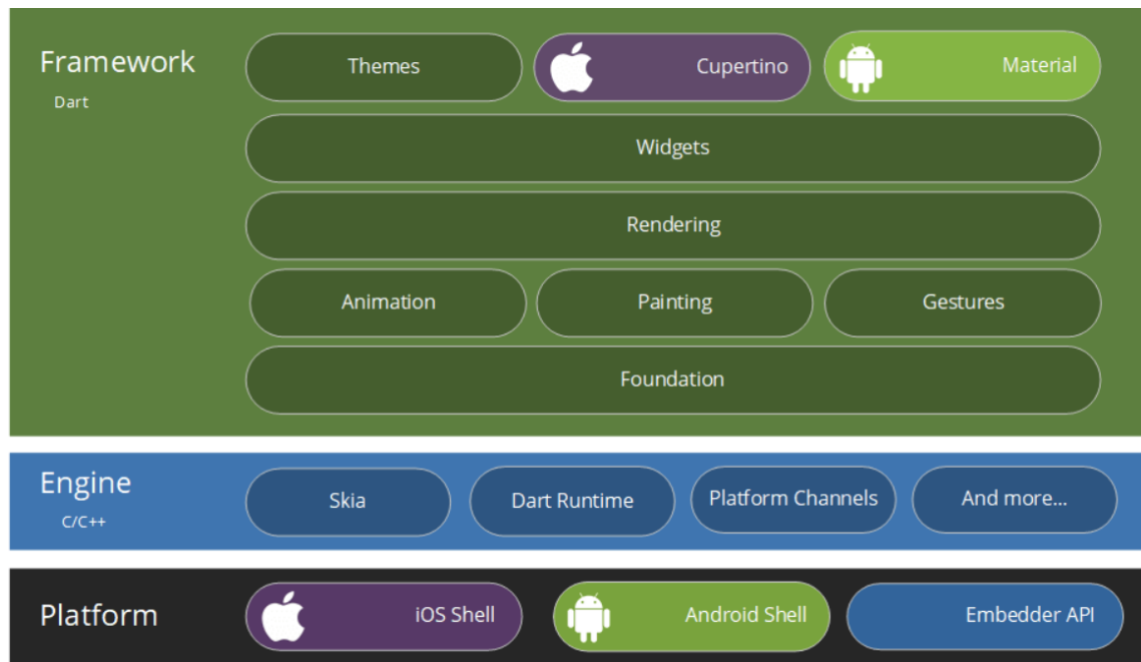 Framework
Dart
Themes
Cupertino
Material
Widgets
Rendering
Animation
Painting
Gestures
Foundation
Engine
C/C++
Skia
Dart Runtime
Platform Channels
And more...
Platform
iOS Shell
Android Shell
Embedder API